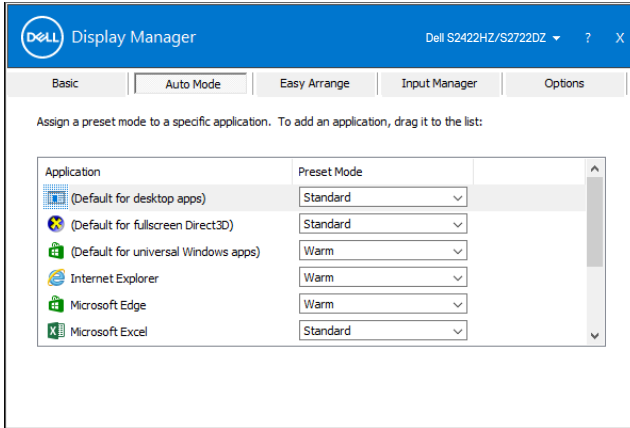 DELL Display Manager Dell S2422HZ/S2722DZ ? X
Basic Auto Mode Easy Arrange Input Manager Options
Assign a preset mode to a specific application. To add an application, drag it to the list:
Application Preset Mode
(Default for desktop apps) Standard
(Default for fullscreen Direct3D) Standard
(Default for universal Windows apps) Warm
Internet Explorer Warm
Microsoft Edge Warm
Microsoft Excel Standard